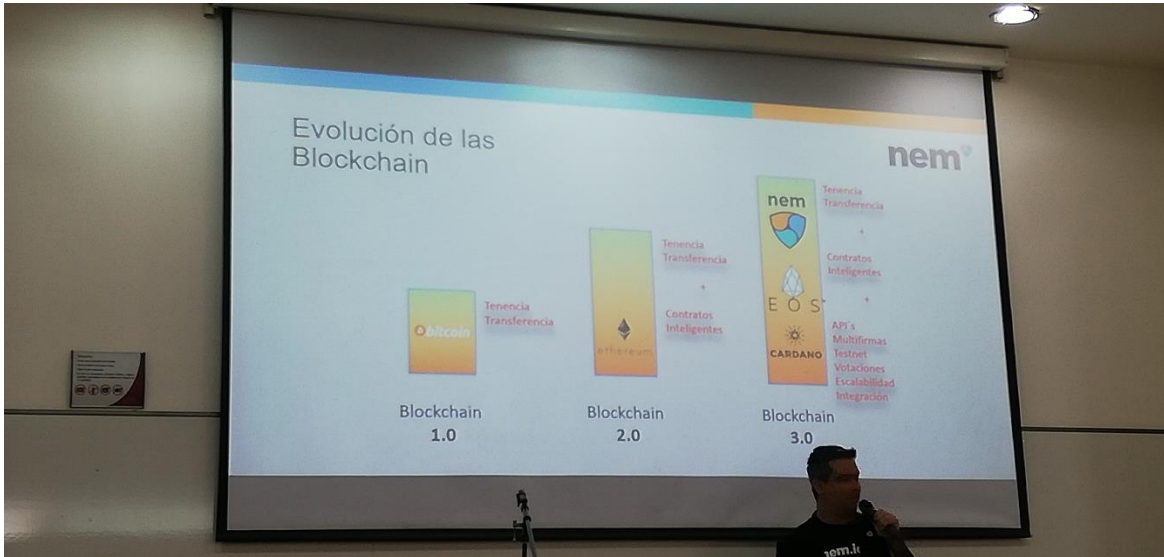 Evolución de las
Blockchain
nem
bitcoin
Tenencia
Transferencia
Blockchain
1.0
ethereum
Tenencia
Transferencia
+
Contratos
Inteligentes
Blockchain
2.0
nem
EOS
CARDANO
Tenencia
Transferencia
+
Contratos
Inteligentes
+
API´s
Multifirmas
Testnet
Votaciones
Escalabilidad
Integración
Blockchain
3.0